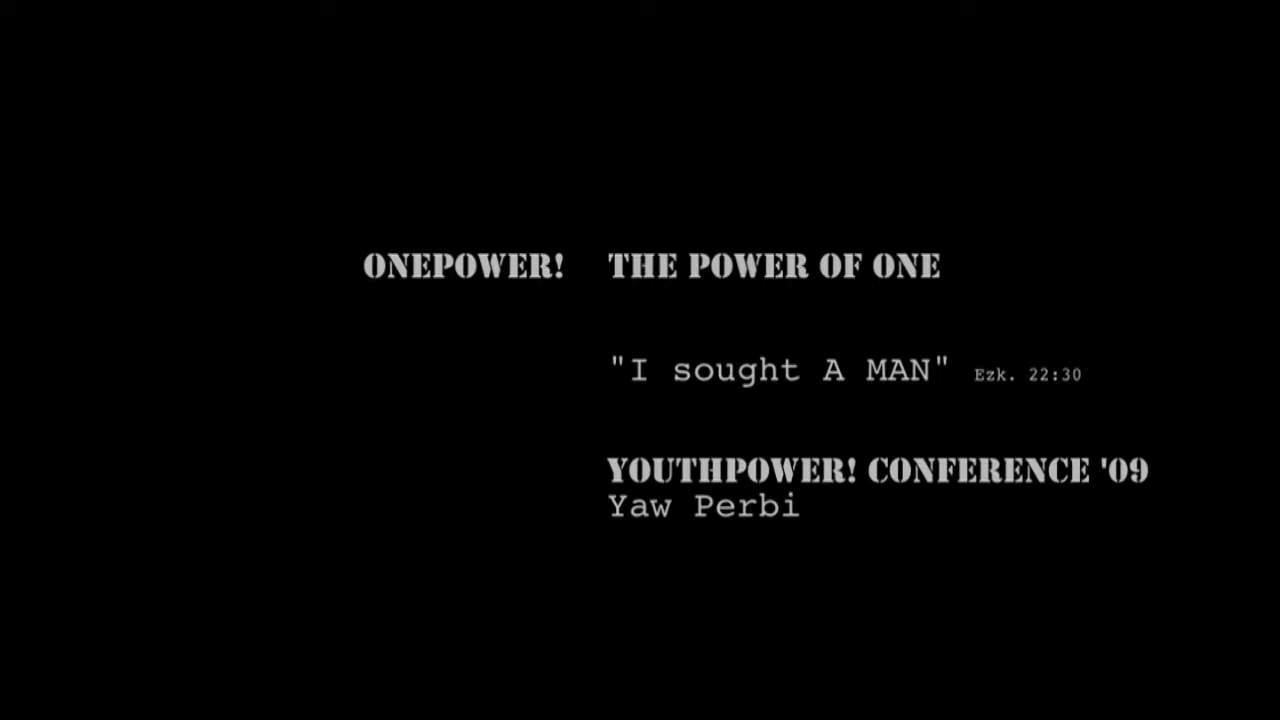 ONEPOWER! THE POWER OF ONE
"I sought A MAN" Ezk. 22:30
YOUTHPOWER! CONFERENCE '09
Yaw Perbi